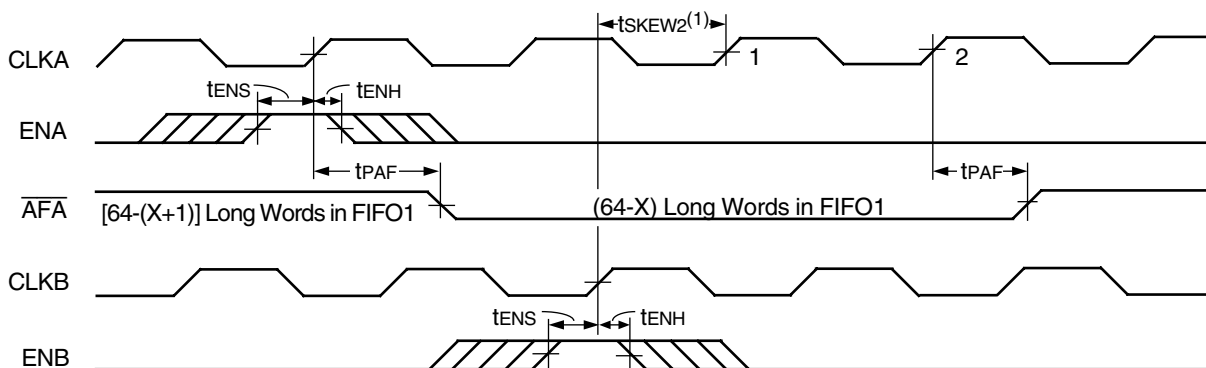 tSKEW2(1)
CLKA
1
2
tENS
tENH
ENA
tPAF
tPAF
AFA
[64-(X+1)] Long Words in FIFO1
(64-X) Long Words in FIFO1
CLKB
tENS
tENH
ENB